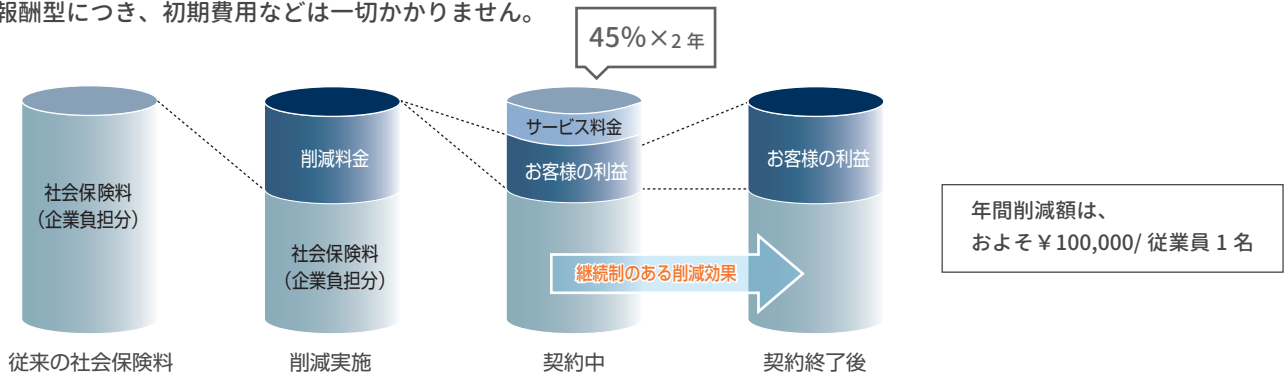 報酬型につき、初期費用などは一切かかりません。
45%×2 年
サービス料金
削減料金
お客様の利益
お客様の利益
社会保険料
（企業負担分）
社会保険料
（企業負担分）
継続制のある削減効果
年間削減額は、
およそ￥100,000/ 従業員 1 名
従来の社会保険料
削減実施
契約中
契約終了後